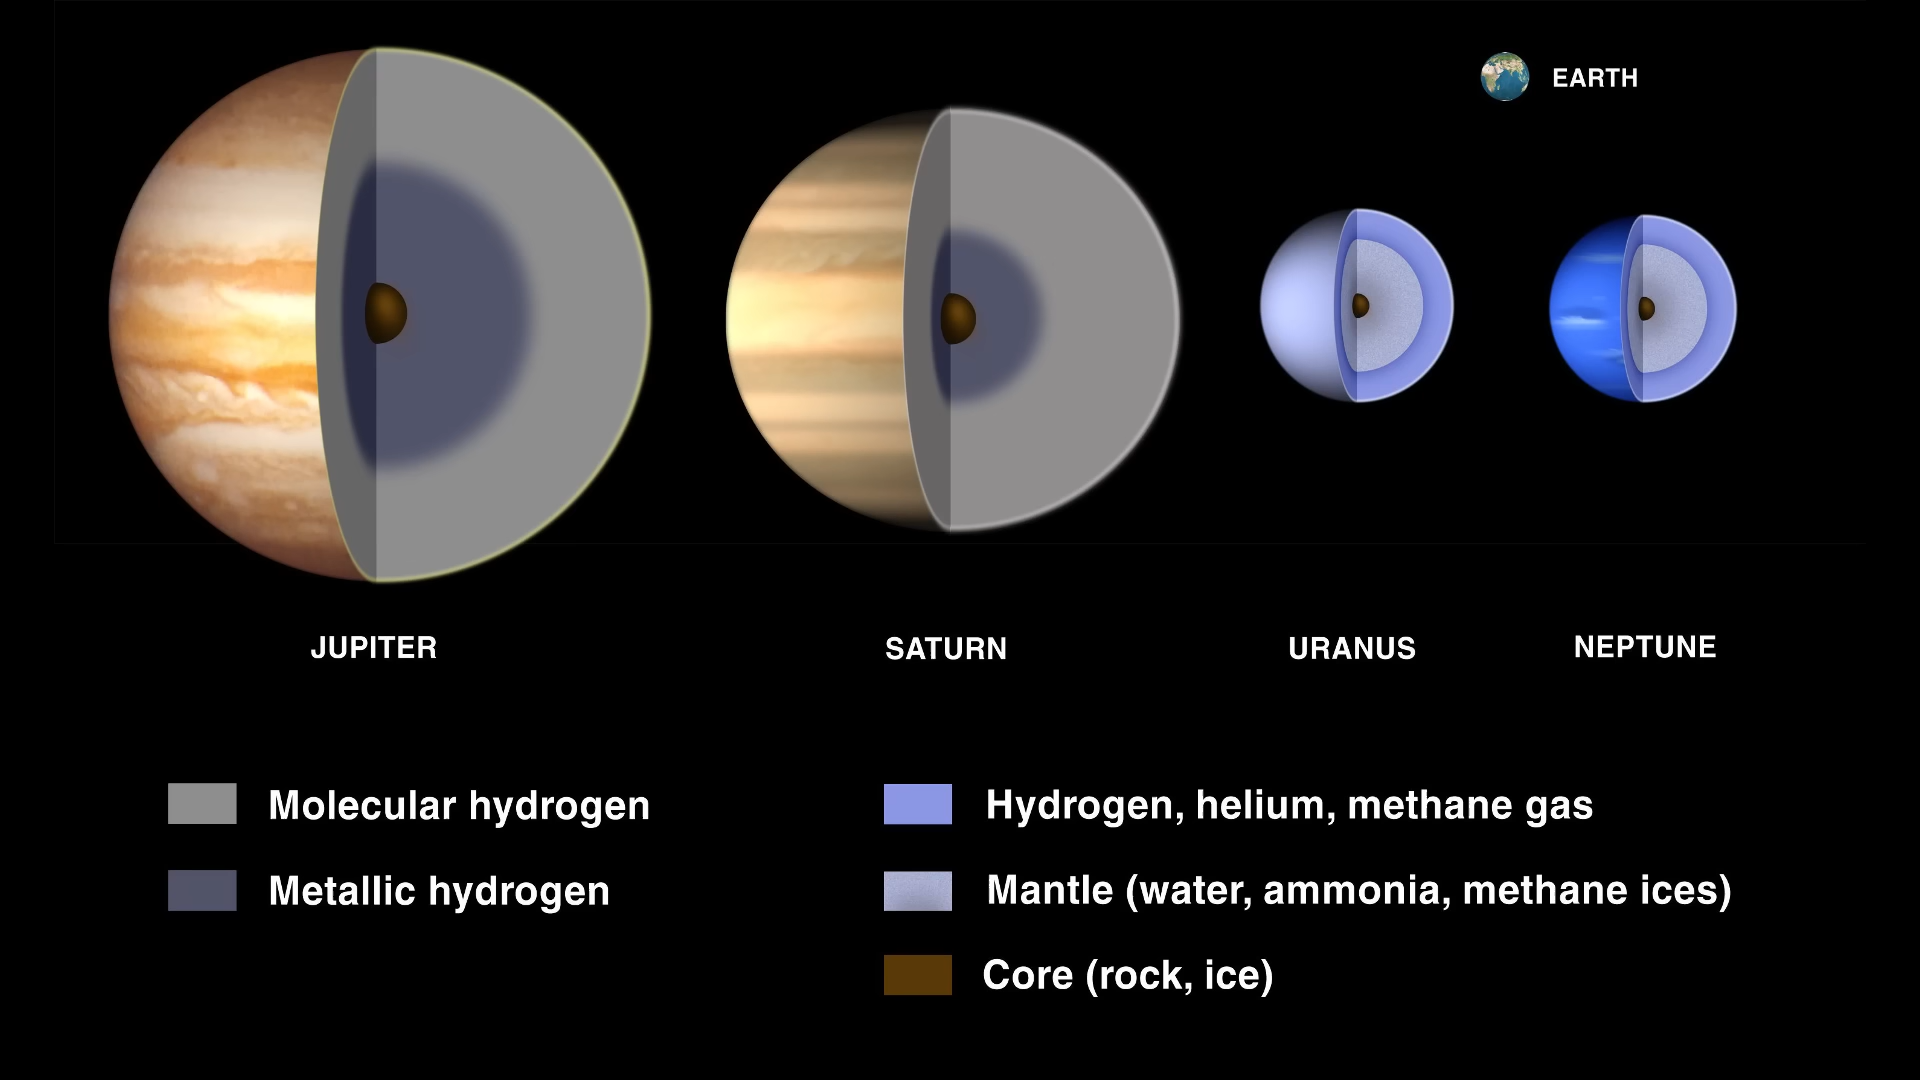 EARTH
JUPITER
SATURN
URANUS
NEPTUNE
Molecular hydrogen
Metallic hydrogen
Hydrogen, helium, methane gas
Mantle (water, ammonia, methane ices)
Core (rock, ice)